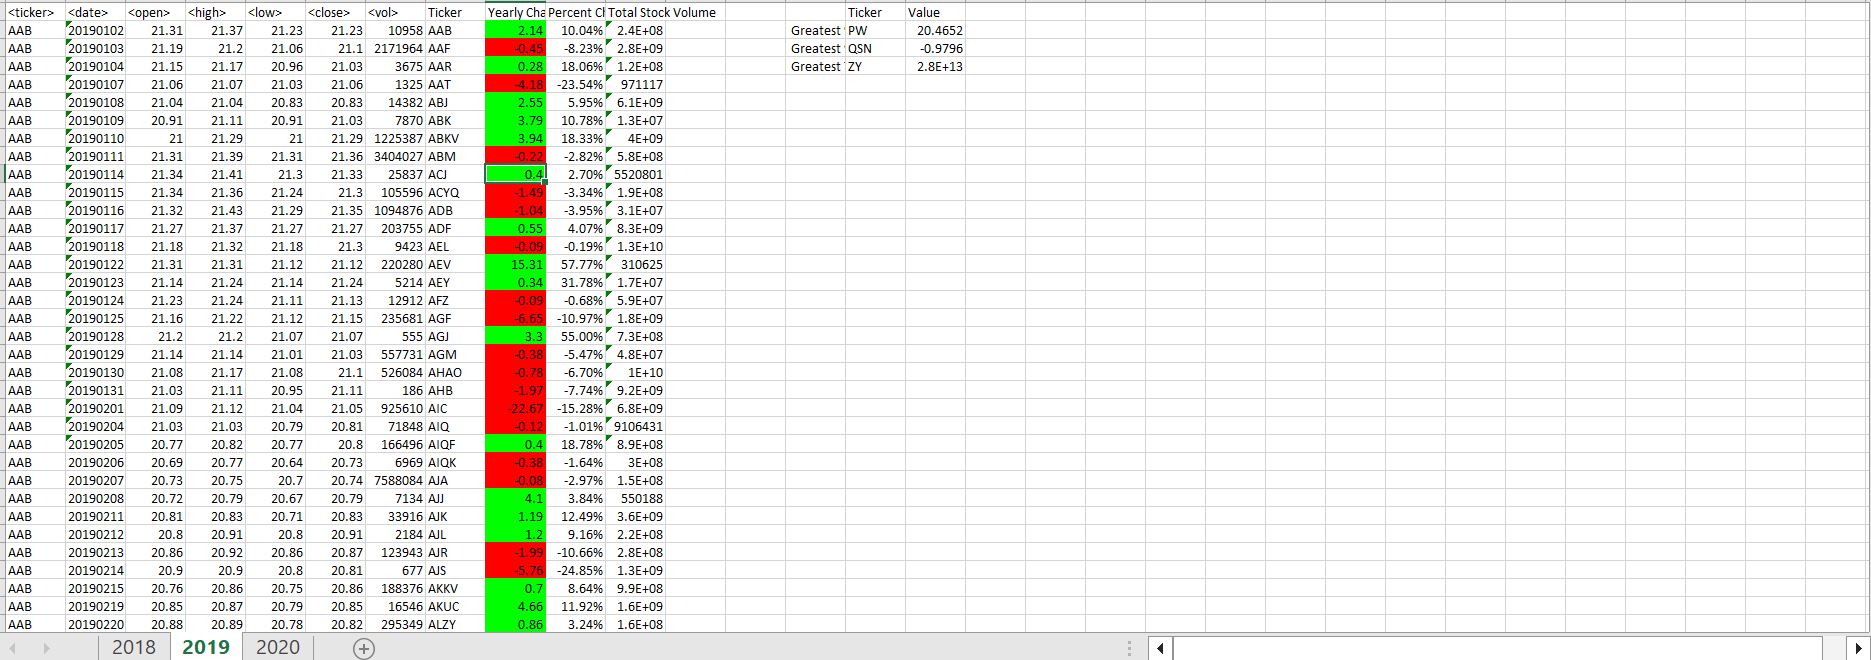 <ticker> <date> <open> <high> <low> <close> <vol> Ticker Yearly Cha Percent Cl Total Stock Volume Ticker Value
AAB 20190102 21.31 21.37 21.23 21.23 10958 AAB 2.14 10.04% 2.4E+08 Greatest PW 20.4652
AAB 20190103 21.19 21.2 21.06 21.1 2171964 AAF -0.45 -8.23% 2.8E+09 Greatest QSN -0.9796
AAB 20190104 21.15 21.17 20.96 21.03 3675 AAR 0.28 18.06% 1.2E+08 Greatest ZY 2.8E+13
AAB 20190107 21.06 21.07 21.03 21.06 1325 AAT -4.18 -23.54% 971117
AAB 20190108 21.04 21.04 20.83 20.83 14382 ABJ 2.55 5.95% 6.1E+09
AAB 20190109 20.91 21.11 20.91 21.03 7870 ABK 3.79 10.78% 1.3E+07
AAB 20190110 21 21.29 21 21.29 1225387 ABKV 3.94 18.33% 4E+09
AAB 20190111 21.31 21.39 21.31 21.36 3404027 ABM -0.22 -2.82% 5.8E+08
AAB 20190114 21.34 21.41 21.3 21.33 25837 ACJ 0.4 2.70% 5520801
AAB 20190115 21.34 21.36 21.24 21.3 105596 ACYQ -1.49 -3.34% 1.9E+08
AAB 20190116 21.32 21.43 21.29 21.35 1094876 ADB -1.04 -3.95% 3.1E+07
AAB 20190117 21.27 21.37 21.27 21.27 203755 ADF 0.55 4.07% 8.3E+09
AAB 20190118 21.18 21.32 21.18 21.3 9423 AEL -0.09 -0.19% 1.3E+10
AAB 20190122 21.31 21.31 21.12 21.12 220280 AEV 15.31 57.77% 310625
AAB 20190123 21.14 21.24 21.14 21.24 5214 AEY 0.34 31.78% 1.7E+07
AAB 20190124 21.23 21.24 21.11 21.13 12912 AFZ -0.09 -0.68% 5.9E+07
AAB 20190125 21.16 21.22 21.12 21.15 235681 AGF -6.65 -10.97% 1.8E+09
AAB 20190128 21.2 21.2 21.07 21.07 555 AGJ 3.3 55.00% 7.3E+08
AAB 20190129 21.14 21.14 21.01 21.03 557731 AGM -0.38 -5.47% 4.8E+07
AAB 20190130 21.08 21.17 21.08 21.1 526084 AHAO -0.78 -6.70% 1E+10
AAB 20190131 21.03 21.11 20.95 21.11 186 AHB -1.97 -7.74% 9.2E+09
AAB 20190201 21.09 21.12 21.04 21.05 925610 AIC -22.67 -15.28% 6.8E+09
AAB 20190204 21.03 21.03 20.79 20.81 71848 AIQ -0.12 -1.01% 9106431
AAB 20190205 20.77 20.82 20.77 20.8 166496 AIQF 0.4 18.78% 8.9E+08
AAB 20190206 20.69 20.77 20.64 20.73 6969 AIQK -0.38 -1.64% 3E+08
AAB 20190207 20.73 20.75 20.7 20.74 7588084 AJA -0.08 -2.97% 1.5E+08
AAB 20190208 20.72 20.79 20.67 20.79 7134 AJJ 4.1 3.84% 550188
AAB 20190211 20.81 20.83 20.71 20.83 33916 AJK 1.19 12.49% 3.6E+09
AAB 20190212 20.8 20.91 20.8 20.91 2184 AJL 1.2 9.16% 2.2E+08
AAB 20190213 20.86 20.92 20.86 20.87 123943 AJR -1.99 -10.66% 2.8E+08
AAB 20190214 20.9 20.9 20.8 20.81 677 AJS -5.76 -24.85% 1.3E+09
AAB 20190215 20.76 20.86 20.75 20.86 188376 AKKV 0.7 8.64% 9.9E+08
AAB 20190219 20.85 20.87 20.79 20.85 16546 AKUC 4.66 11.92% 1.6E+09
AAB 20190220 20.88 20.89 20.78 20.82 295349 ALZY 0.86 3.24% 1.6E+08
2018 2019 2020